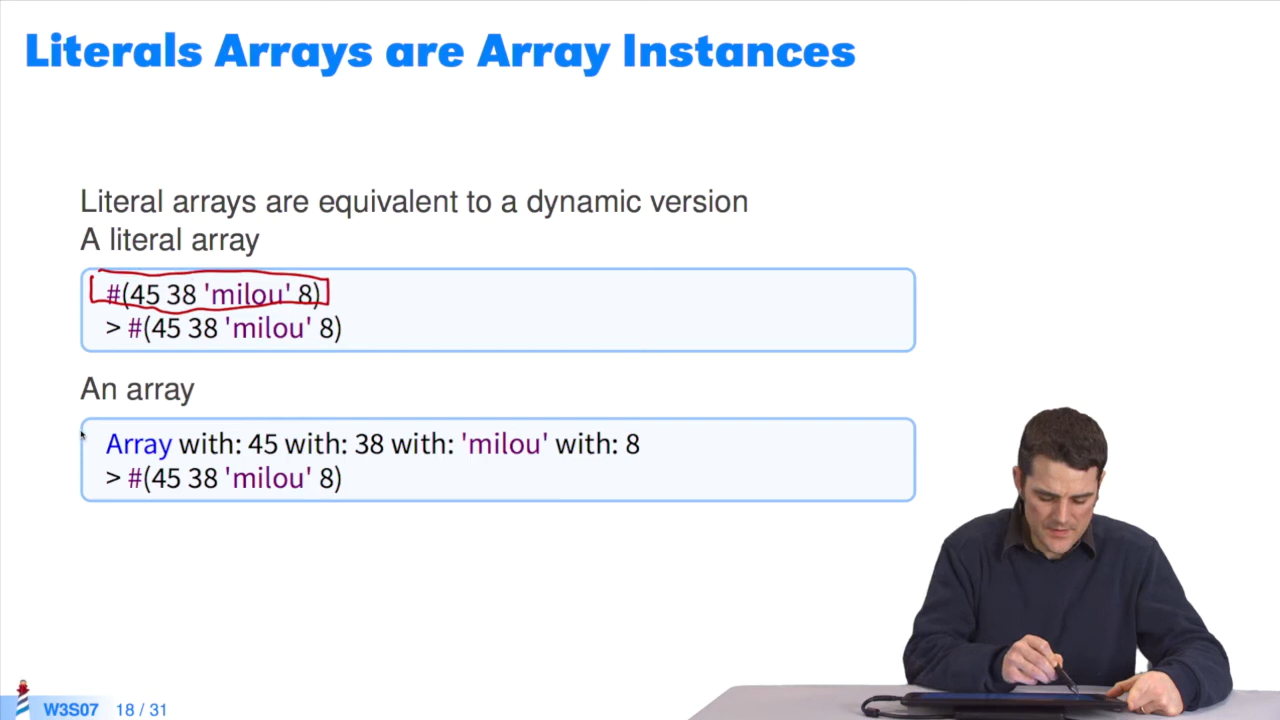 Literals Arrays are Array Instances
Literal arrays are equivalent to a dynamic version
A literal array
#(45 38 'milou' 8)
> #(45 38 'milou' 8)
An array
Array with: 45 with: 38 with: 'milou' with: 8
> #(45 38 'milou' 8)
W3S07 18 / 31